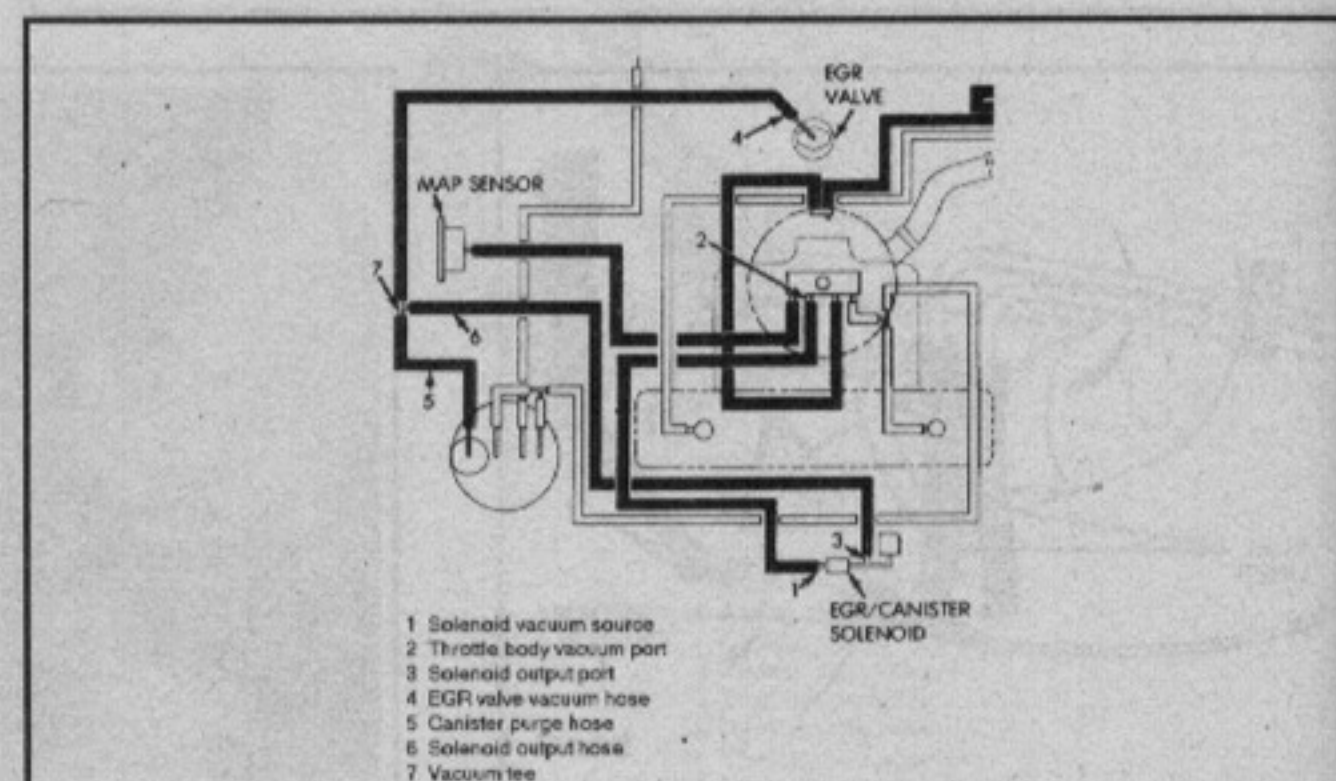 EGR
VALVE
4
MAP SENSOR
2
7
6
5
3
1
EGR/CANISTER
SOLENOID
1 Solenoid vacuum source
2 Throttle body vacuum port
3 Solenoid output port
4 EGR valve vacuum hose
5 Canister purge hose
6 Solenoid output hose
7 Vacuum tee